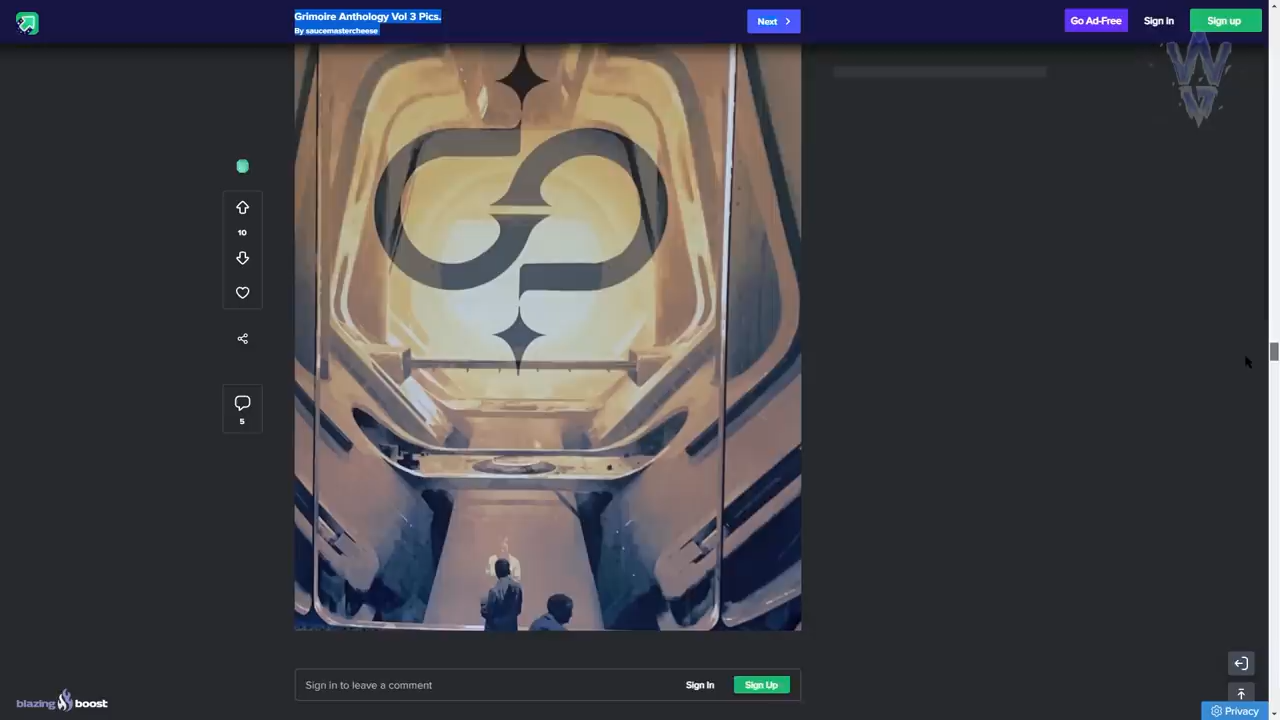 Grimoire Anthology Vol 3 Pics.
By saucemastercheese
Next
Go Ad-Free
Sign In
Sign up
10
5
Sign in to leave a comment
Sign In
Sign Up
blazing boost
Privacy